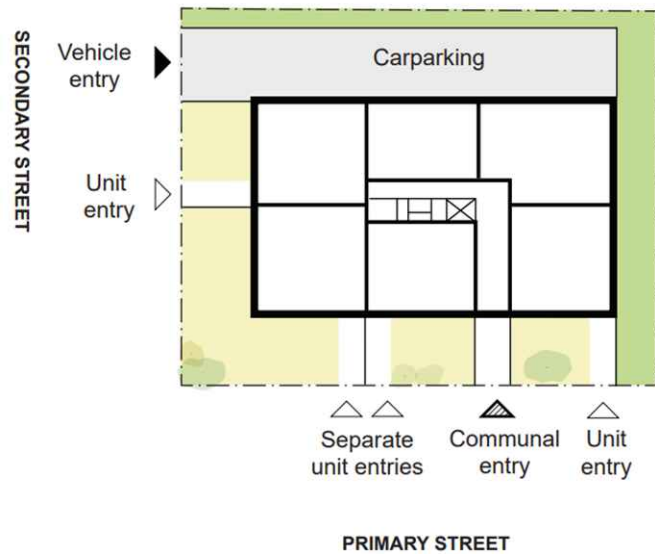 SECONDARY STREET
Vehicle
entry
Carparking
Unit
entry
Separate
unit entries
Communal
entry
Unit
entry
PRIMARY STREET